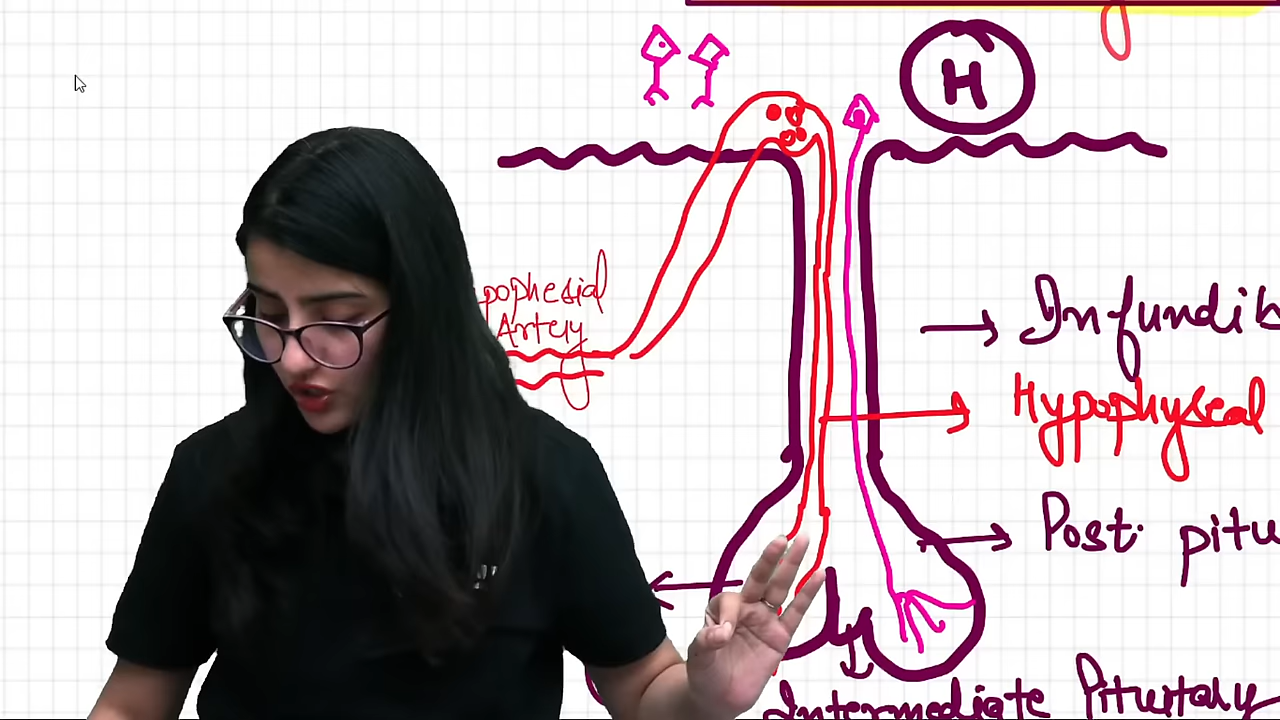 H
pophesial
Artery
Infundib
Hypophyseal
Post. pitu
Intermediate Pituitary